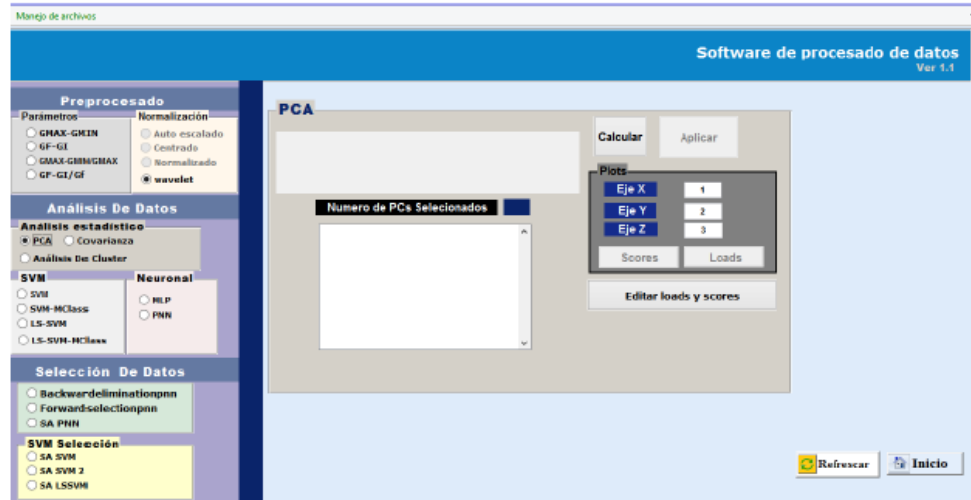 Manejo de archivos
Software de procesado de datos
Ver 1.1
Preprocesado
Parámetros
GMAX-GMIN
GF-GI
GMAX-GMIN/GMAX
GF-GI/Gf
Normalización
Auto escalado
Centrado
Normalizado
wavelet
Análisis De Datos
Análisis estadístico
PCA
Covarianza
Análisis De Cluster
SVM
SVM
SVM-MClass
LS-SVM
LS-SVM-MClass
Neuronal
MLP
PNN
Selección De Datos
Backwardeliminationpnn
Forwardselectionpnn
SA PNN
SVM Selección
SA SVM
SA SVM 2
SA LSSVM
PCA
Calcular
Aplicar
Numero de PCs Selecionados
Plots
Eje X 1
Eje Y 2
Eje Z 3
Scores
Loads
Editar loads y scores
Refrescar
Inicio